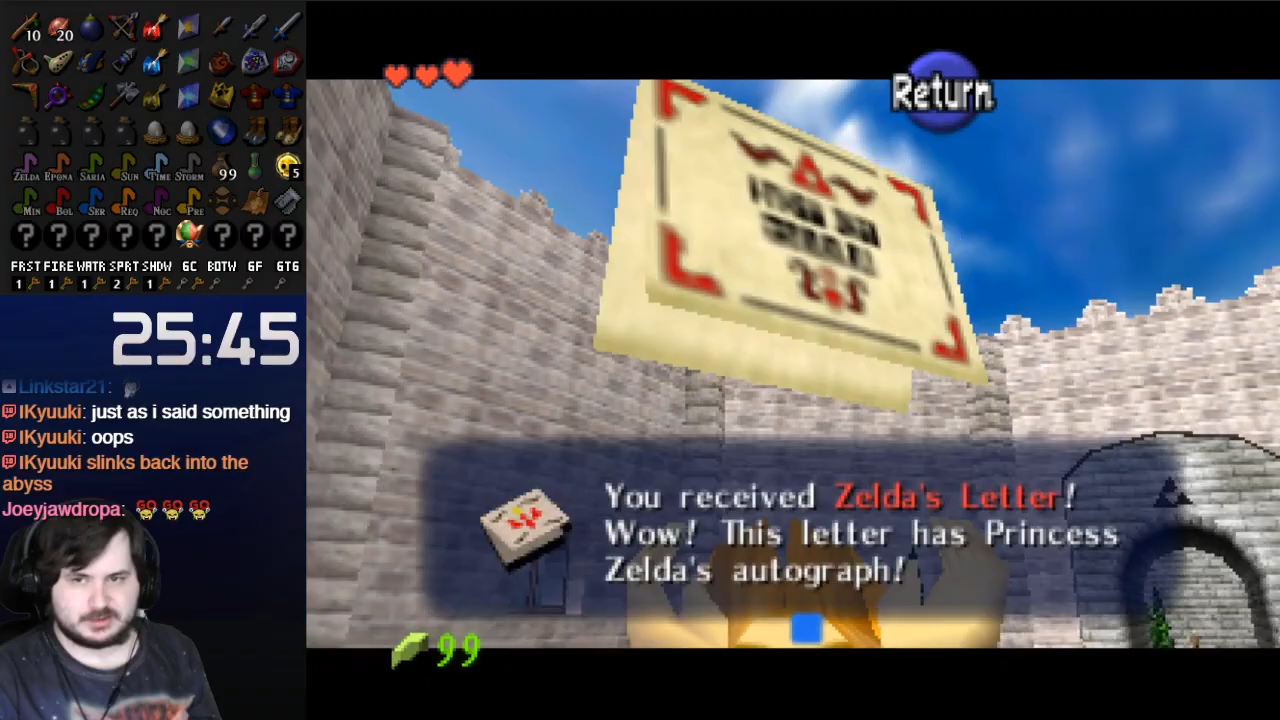 10 20
ZELDA EPONA SARIA SUN TIME STORM 99 5
MIN BOL SER REQ NOC PRE
? ? ? ? ? ? ? ?
FRST FIRE WATR SPRT SHDW GC BOTW GF GTG
1 1 1 2 1
25:45
Linkstar21:
IKyuuki: just as i said something
IKyuuki: oops
IKyuuki slinks back into the
abyss
Joeyjawdropa: GO GO GO
Return
You received Zelda's Letter!
Wow! This letter has Princess
Zelda's autograph!
99